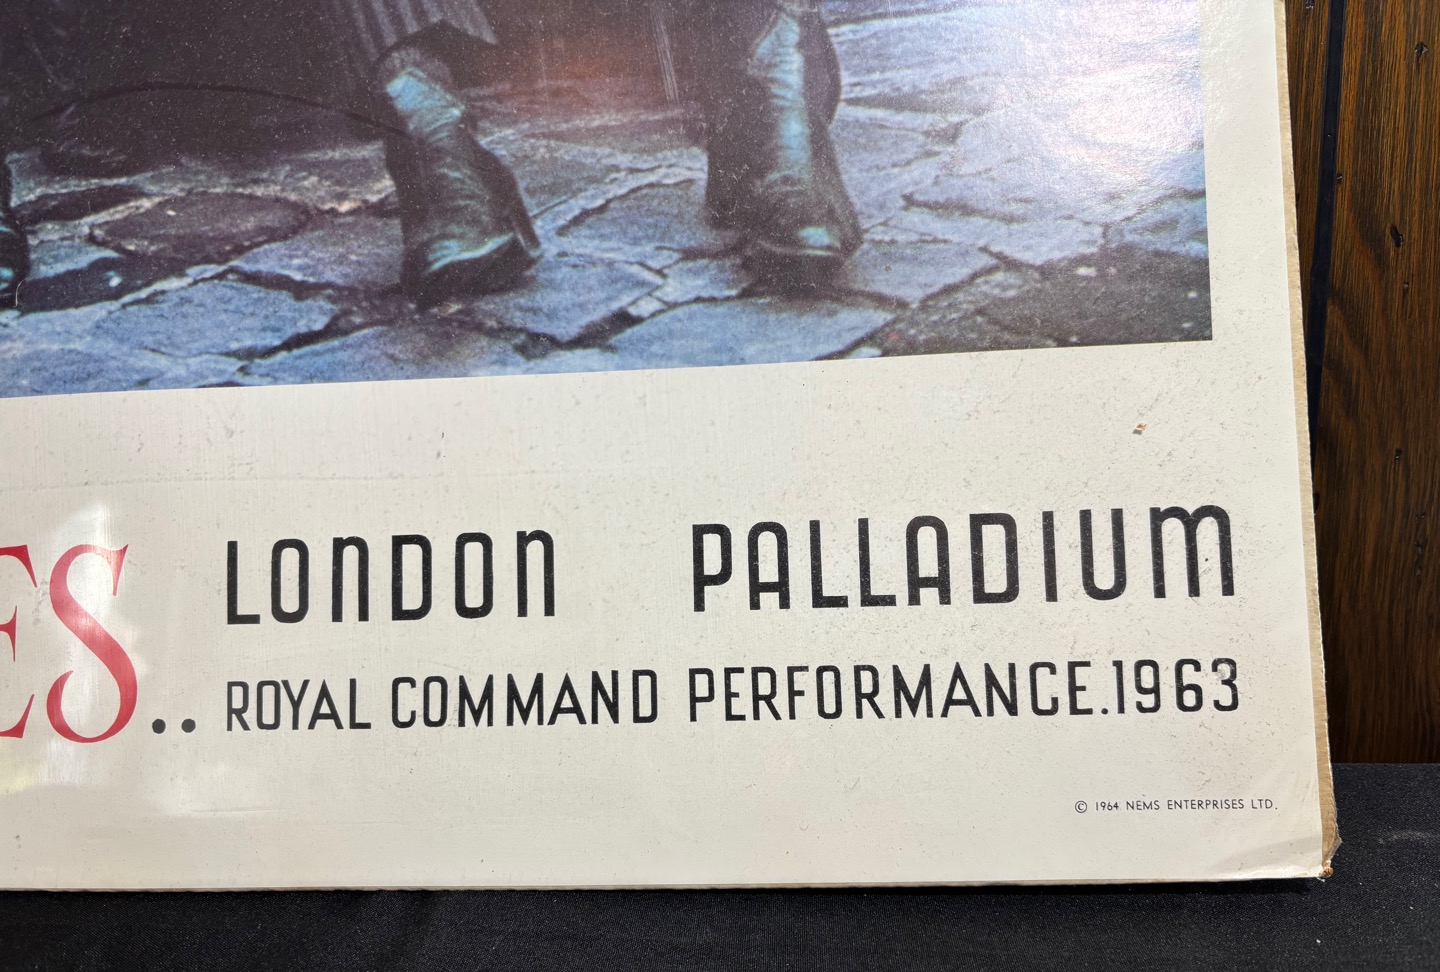 ES.. LONDON PALLADIUM
ROYAL COMMAND PERFORMANCE.1963
© 1964 NEMS ENTERPRISES LTD.